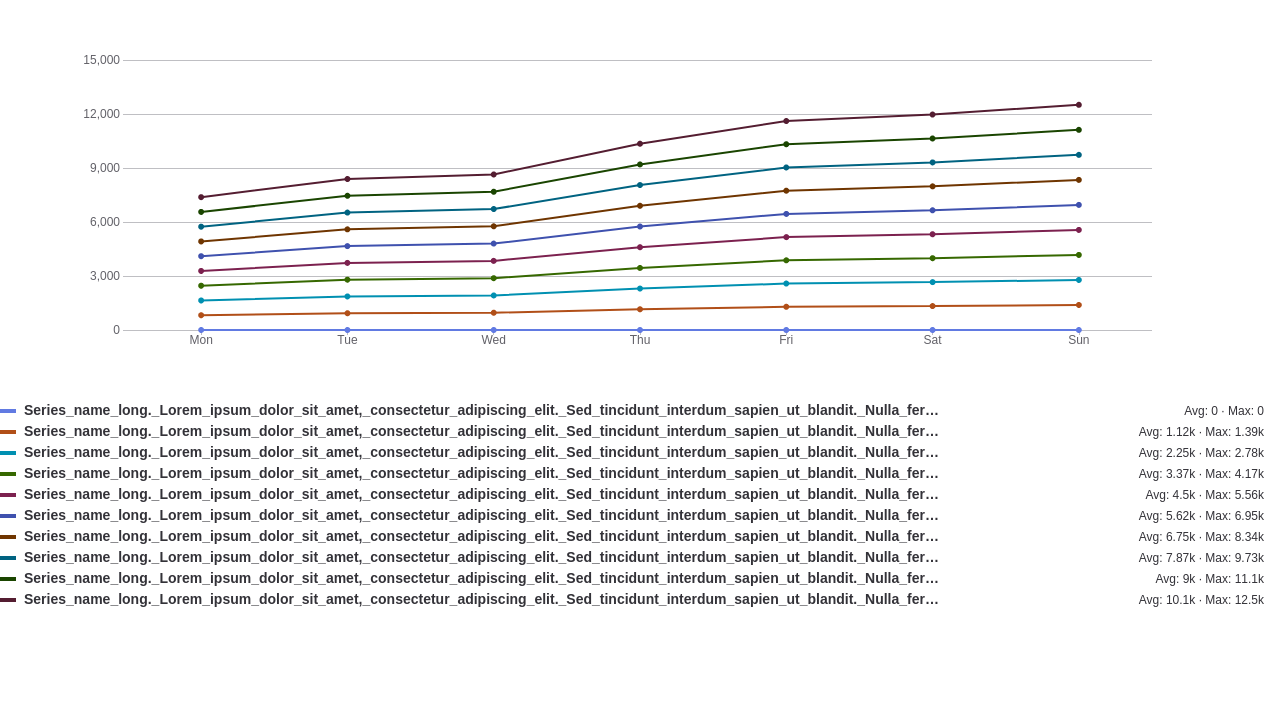 15,000
12,000
9,000
6,000
3,000
0
Mon Tue Wed Thu Fri Sat Sun
Series_name_long._Lorem_ipsum_dolor_sit_amet,_consectetur_adipiscing_elit._Sed_tincidunt_interdum_sapien_ut_blandit._Nulla_fer… Avg: 0 · Max: 0
Series_name_long._Lorem_ipsum_dolor_sit_amet,_consectetur_adipiscing_elit._Sed_tincidunt_interdum_sapien_ut_blandit._Nulla_fer… Avg: 1.12k · Max: 1.39k
Series_name_long._Lorem_ipsum_dolor_sit_amet,_consectetur_adipiscing_elit._Sed_tincidunt_interdum_sapien_ut_blandit._Nulla_fer… Avg: 2.25k · Max: 2.78k
Series_name_long._Lorem_ipsum_dolor_sit_amet,_consectetur_adipiscing_elit._Sed_tincidunt_interdum_sapien_ut_blandit._Nulla_fer… Avg: 3.37k · Max: 4.17k
Series_name_long._Lorem_ipsum_dolor_sit_amet,_consectetur_adipiscing_elit._Sed_tincidunt_interdum_sapien_ut_blandit._Nulla_fer… Avg: 4.5k · Max: 5.56k
Series_name_long._Lorem_ipsum_dolor_sit_amet,_consectetur_adipiscing_elit._Sed_tincidunt_interdum_sapien_ut_blandit._Nulla_fer… Avg: 5.62k · Max: 6.95k
Series_name_long._Lorem_ipsum_dolor_sit_amet,_consectetur_adipiscing_elit._Sed_tincidunt_interdum_sapien_ut_blandit._Nulla_fer… Avg: 6.75k · Max: 8.34k
Series_name_long._Lorem_ipsum_dolor_sit_amet,_consectetur_adipiscing_elit._Sed_tincidunt_interdum_sapien_ut_blandit._Nulla_fer… Avg: 7.87k · Max: 9.73k
Series_name_long._Lorem_ipsum_dolor_sit_amet,_consectetur_adipiscing_elit._Sed_tincidunt_interdum_sapien_ut_blandit._Nulla_fer… Avg: 9k · Max: 11.1k
Series_name_long._Lorem_ipsum_dolor_sit_amet,_consectetur_adipiscing_elit._Sed_tincidunt_interdum_sapien_ut_blandit._Nulla_fer… Avg: 10.1k · Max: 12.5k